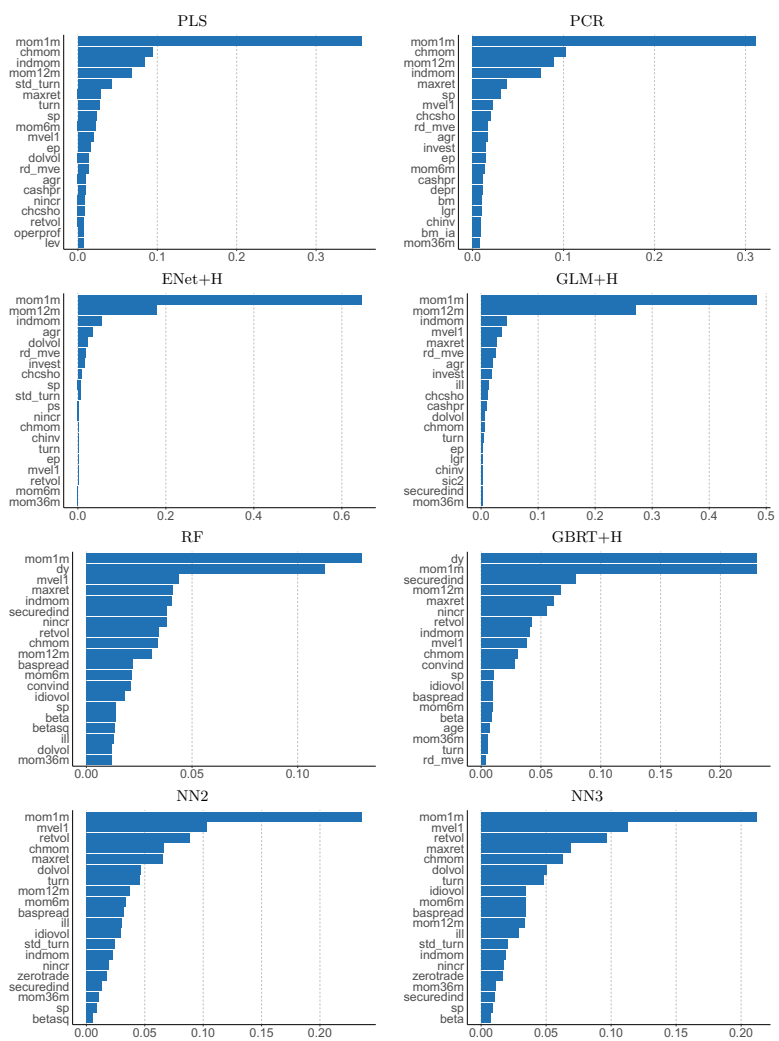 PLS
mom1m
chmom
indmom
mom12m
std_turn
maxret
turn
sp
mom6m
mvel1
ep
dolvol
rd_mve
agr
cashpr
nincr
chcsho
retvol
operprof
lev
0.0 0.1 0.2 0.3
PCR
mom1m
chmom
mom12m
indmom
maxret
sp
mvel1
chcsho
rd_mve
agr
invest
ep
mom6m
cashpr
depr
bm
lgr
chinv
bm_ia
mom36m
0.0 0.1 0.2 0.3
ENet+H
mom1m
mom12m
indmom
agr
dolvol
rd_mve
invest
chcsho
sp
std_turn
ps
nincr
chmom
chinv
turn
ep
mvel1
retvol
mom6m
mom36m
0.0 0.2 0.4 0.6
GLM+H
mom1m
mom12m
indmom
mvel1
maxret
rd_mve
agr
invest
ill
chcsho
cashpr
dolvol
chmom
turn
ep
lgr
chinv
sic2
securedind
mom36m
0.0 0.1 0.2 0.3 0.4 0.5
RF
mom1m
dy
mvel1
maxret
indmom
securedind
nincr
retvol
chmom
mom12m
baspread
mom6m
convind
idiovol
sp
beta
betasq
ill
dolvol
mom36m
0.00 0.10
GBRT+H
dy
mom1m
securedind
mom12m
maxret
nincr
retvol
indmom
mvel1
chmom
convind
sp
idiovol
baspread
mom6m
beta
age
mom36m
turn
rd_mve
0.00 0.05 0.10 0.15 0.20
NN2
mom1m
mvel1
retvol
chmom
maxret
dolvol
turn
mom12m
mom6m
baspread
ill
idiovol
std_turn
indmom
nincr
zerotrade
securedind
mom36m
sp
betasq
0.00 0.05 0.10 0.15 0.20
NN3
mom1m
mvel1
retvol
maxret
chmom
dolvol
turn
idiovol
mom6m
baspread
mom12m
ill
std_turn
indmom
nincr
zerotrade
mom36m
securedind
sp
beta
0.00 0.05 0.10 0.15 0.20